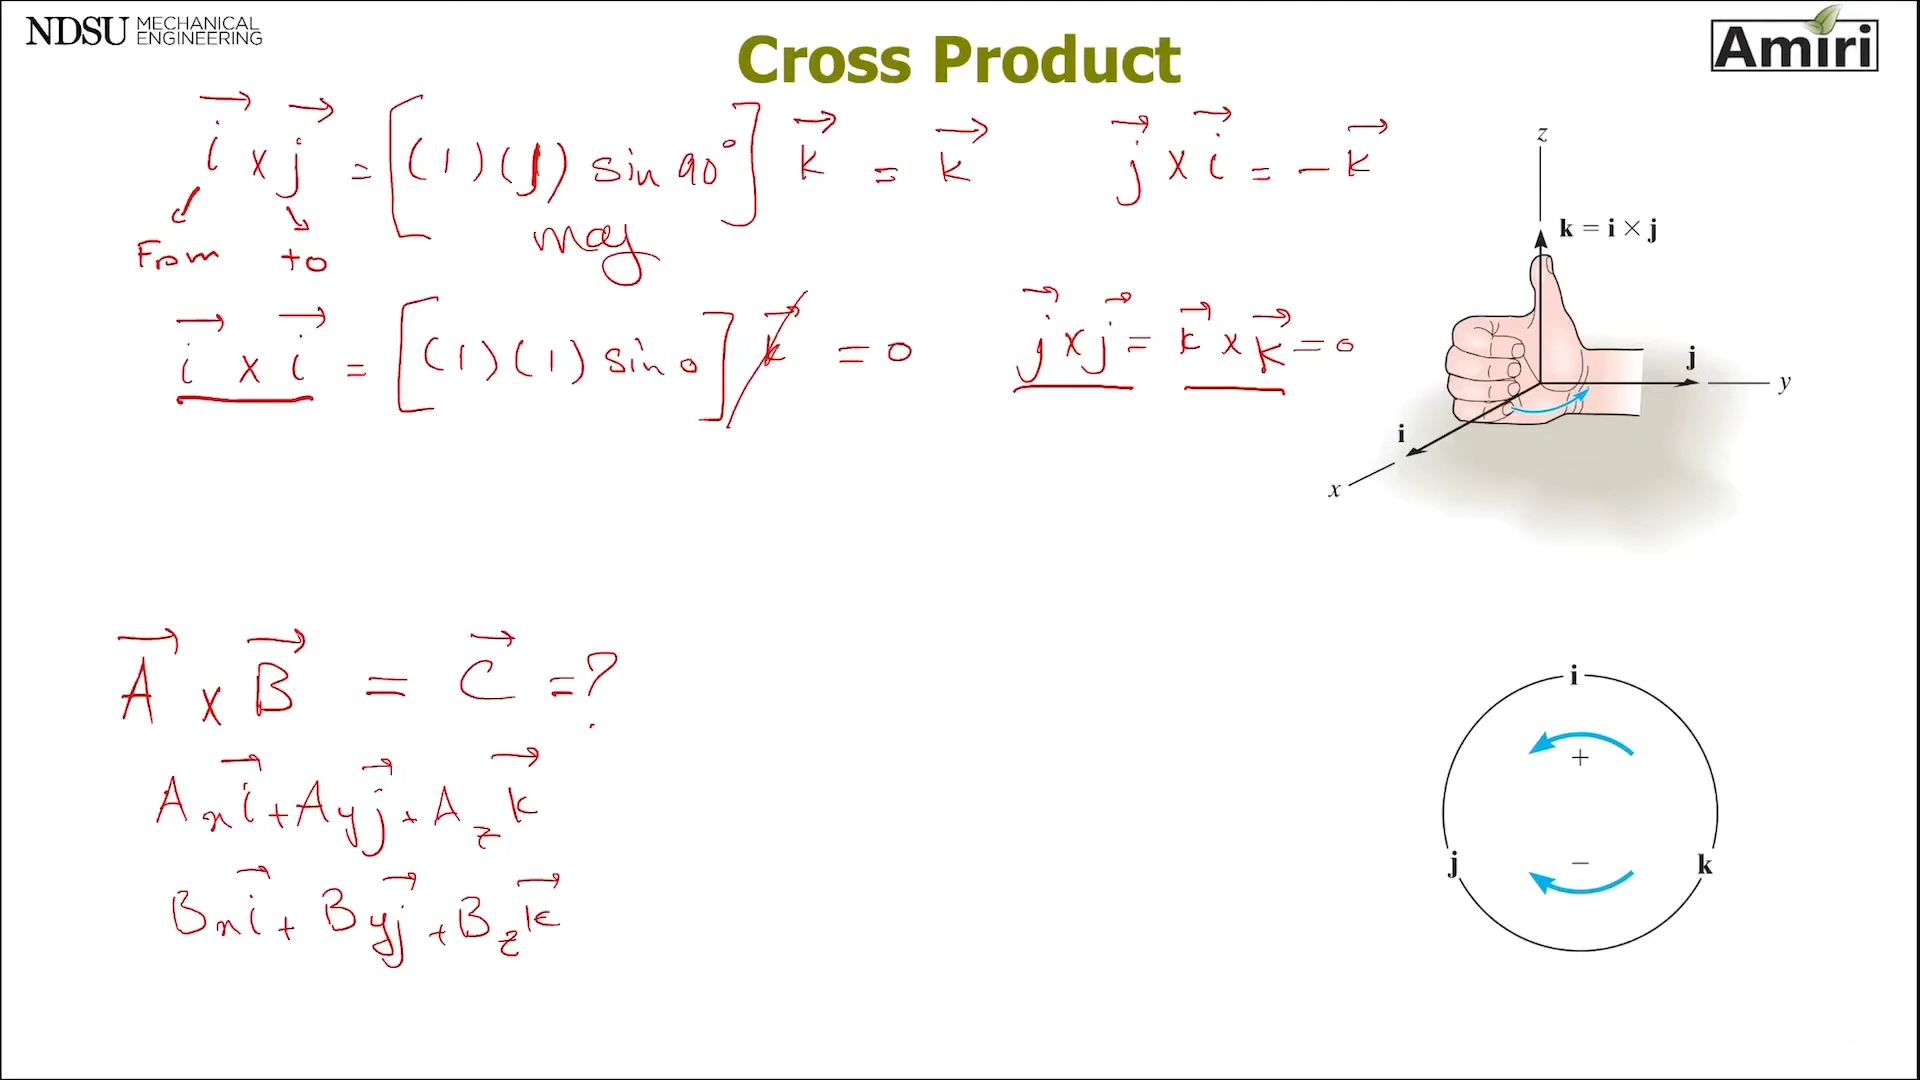 NDSU MECHANICAL ENGINEERING
Cross Product
Amiri
i × j = [(1)(1) sin 90°] k = k
j × i = -k
From to
mag
i × i = [(1)(1) sin 0] k = 0
j × j = k × k = 0
z
k = i × j
j
y
i
x
A × B = C = ?
Axi + Ayj + Azk
Bxi + Byj + Bzk
i
+
−
j
k